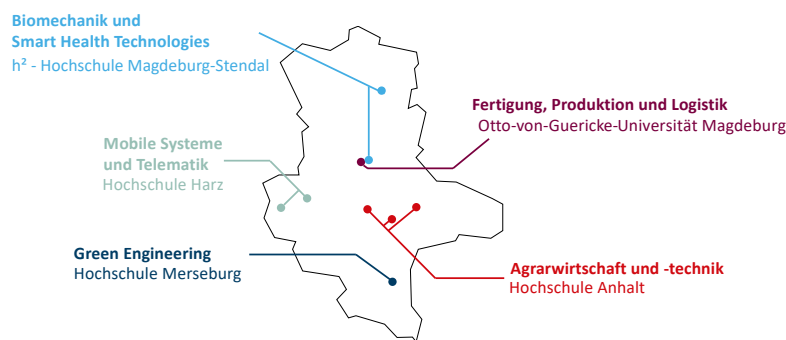 Biomechanik und
Smart Health Technologies
h² - Hochschule Magdeburg-Stendal
Fertigung, Produktion und Logistik
Otto-von-Guericke-Universität Magdeburg
Mobile Systeme
und Telematik
Hochschule Harz
Green Engineering
Hochschule Merseburg
Agrarwirtschaft und -technik
Hochschule Anhalt